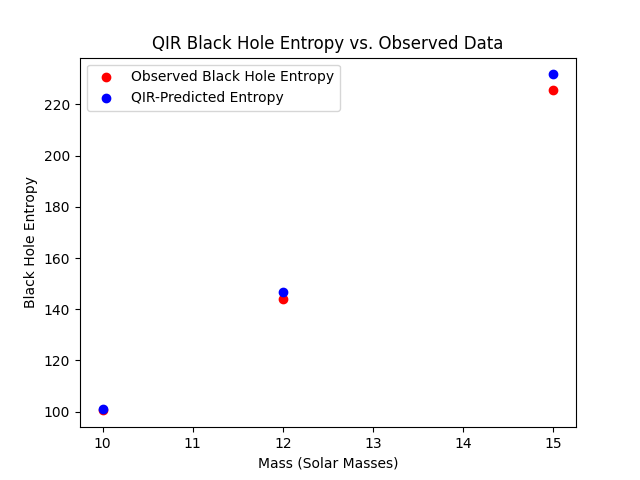 QIR Black Hole Entropy vs. Observed Data
Observed Black Hole Entropy
QIR-Predicted Entropy
Black Hole Entropy
220
200
180
160
140
120
100
10 11 12 13 14 15
Mass (Solar Masses)